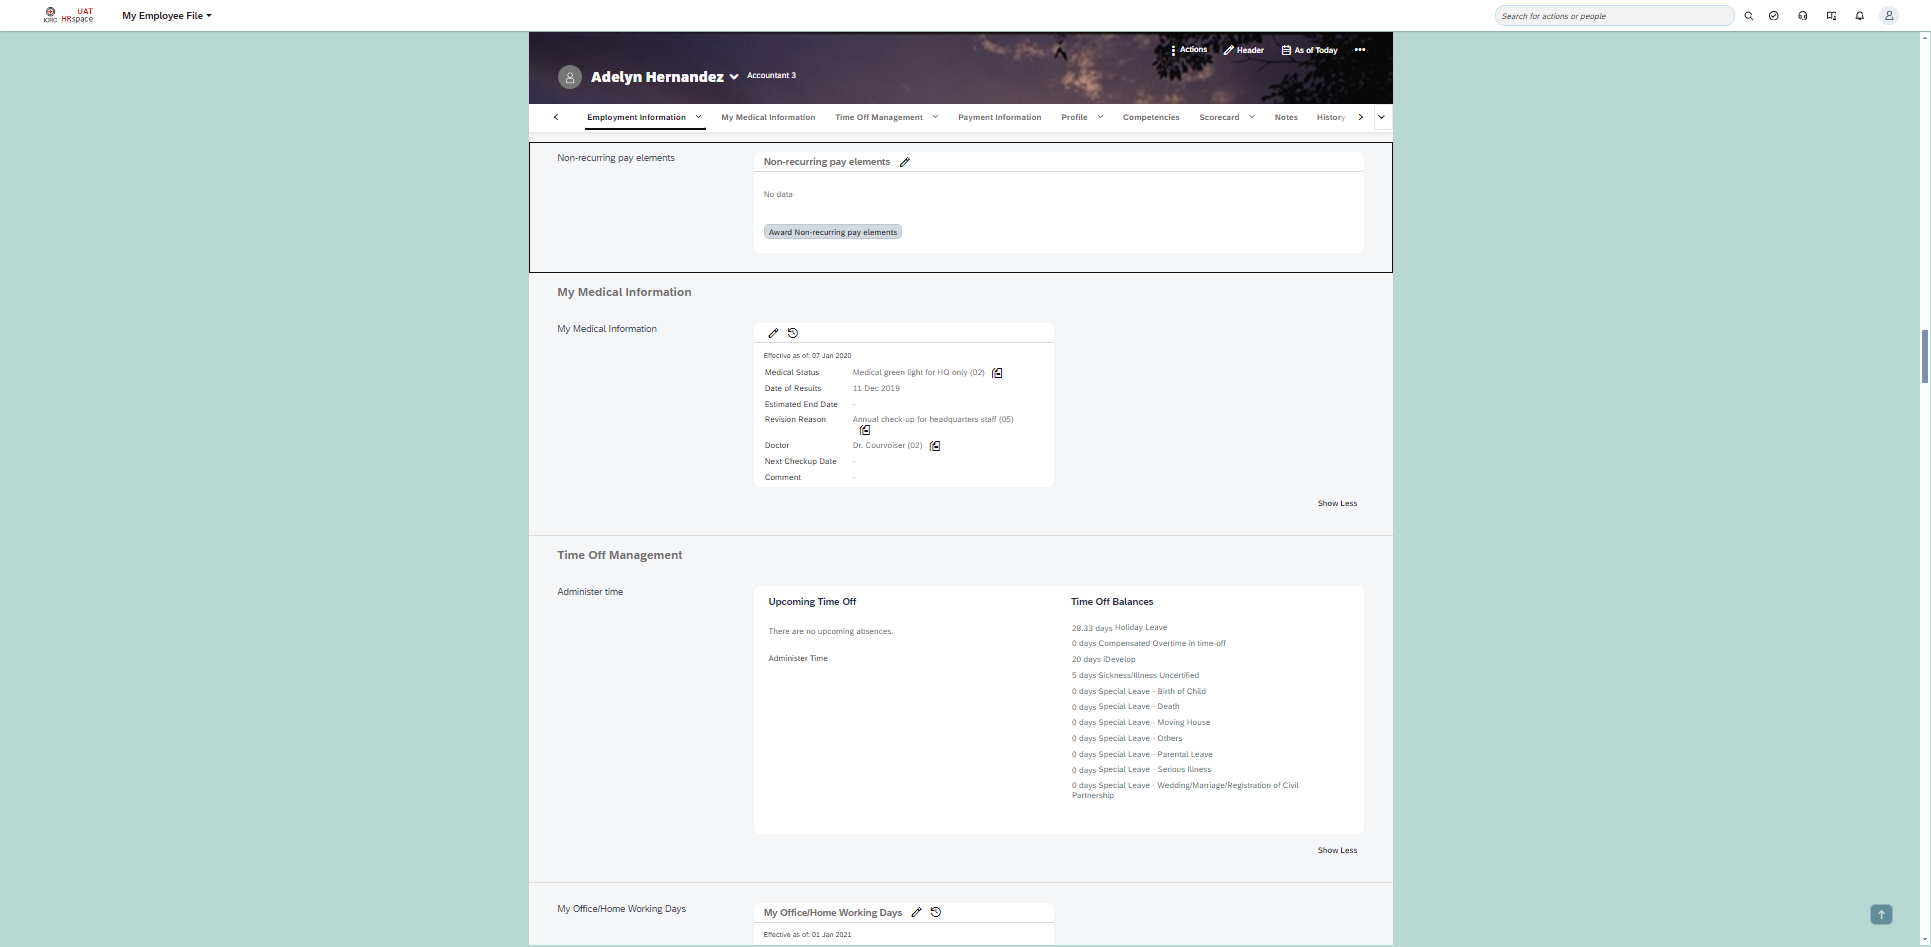 ICRC
UAT
HRspace
My Employee File
Search for actions or people
Actions
Header
As of Today
Adelyn Hernandez
Accountant 3
Employment Information
My Medical Information
Time Off Management
Payment Information
Profile
Competencies
Scorecard
Notes
History
Non-recurring pay elements
Non-recurring pay elements
No data
Award Non-recurring pay elements
My Medical Information
My Medical Information
Effective as of: 07 Jan 2020
Medical Status Medical green light for HQ only (02)
Date of Results 11 Dec 2019
Estimated End Date -
Revision Reason Annual check-up for headquarters staff (05)
Doctor Dr. Courvoiser (02)
Next Checkup Date -
Comment -
Show Less
Time Off Management
Administer time
Upcoming Time Off
There are no upcoming absences.
Administer Time
Time Off Balances
28.33 days Holiday Leave
0 days Compensated Overtime in time-off
20 days iDevelop
5 days Sickness/Illness Uncertified
0 days Special Leave - Birth of Child
0 days Special Leave - Death
0 days Special Leave - Moving House
0 days Special Leave - Others
0 days Special Leave - Parental Leave
0 days Special Leave - Serious Illness
0 days Special Leave - Wedding/Marriage/Registration of Civil
Partnership
Show Less
My Office/Home Working Days
My Office/Home Working Days
Effective as of: 01 Jan 2021